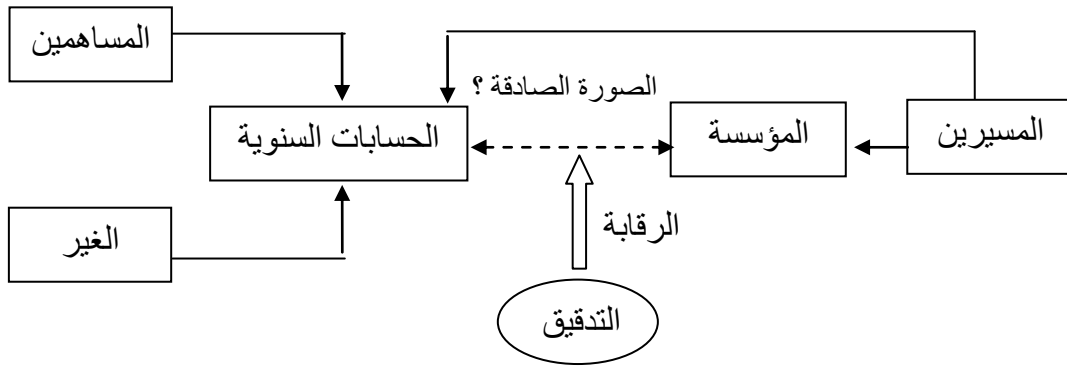 المساهمين
الصورة الصادقة ؟
المسيرين
المؤسسة
الحسابات السنوية
الغير
الرقابة
التدقيق